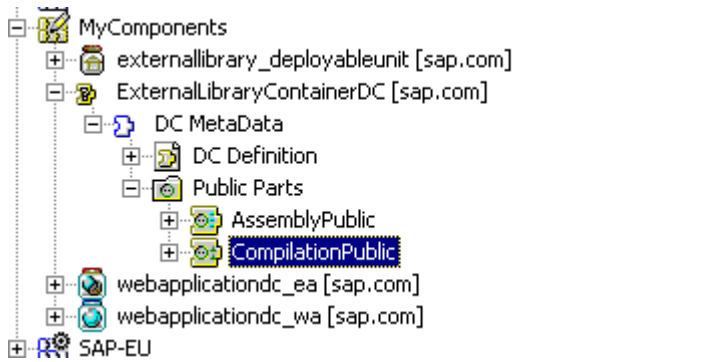 MyComponents
externallibrary_deployableunit [sap.com]
ExternalLibraryContainerDC [sap.com]
DC MetaData
DC Definition
Public Parts
AssemblyPublic
CompilationPublic
webapplicationdc_ea [sap.com]
webapplicationdc_wa [sap.com]
SAP-EU